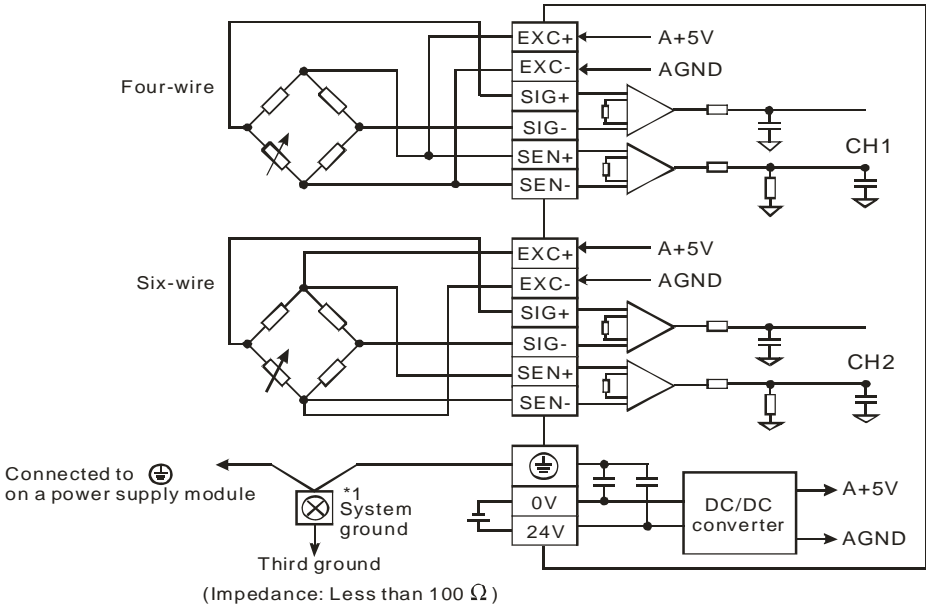 Four-wire
EXC+
EXC-
SIG+
SIG-
SEN+
SEN-
A+5V
AGND
CH1
Six-wire
EXC+
EXC-
SIG+
SIG-
SEN+
SEN-
A+5V
AGND
CH2
Connected to
on a power supply module
*1
System
ground
Third ground
(Impedance: Less than 100 Ω)
0V
24V
DC/DC
converter
A+5V
AGND